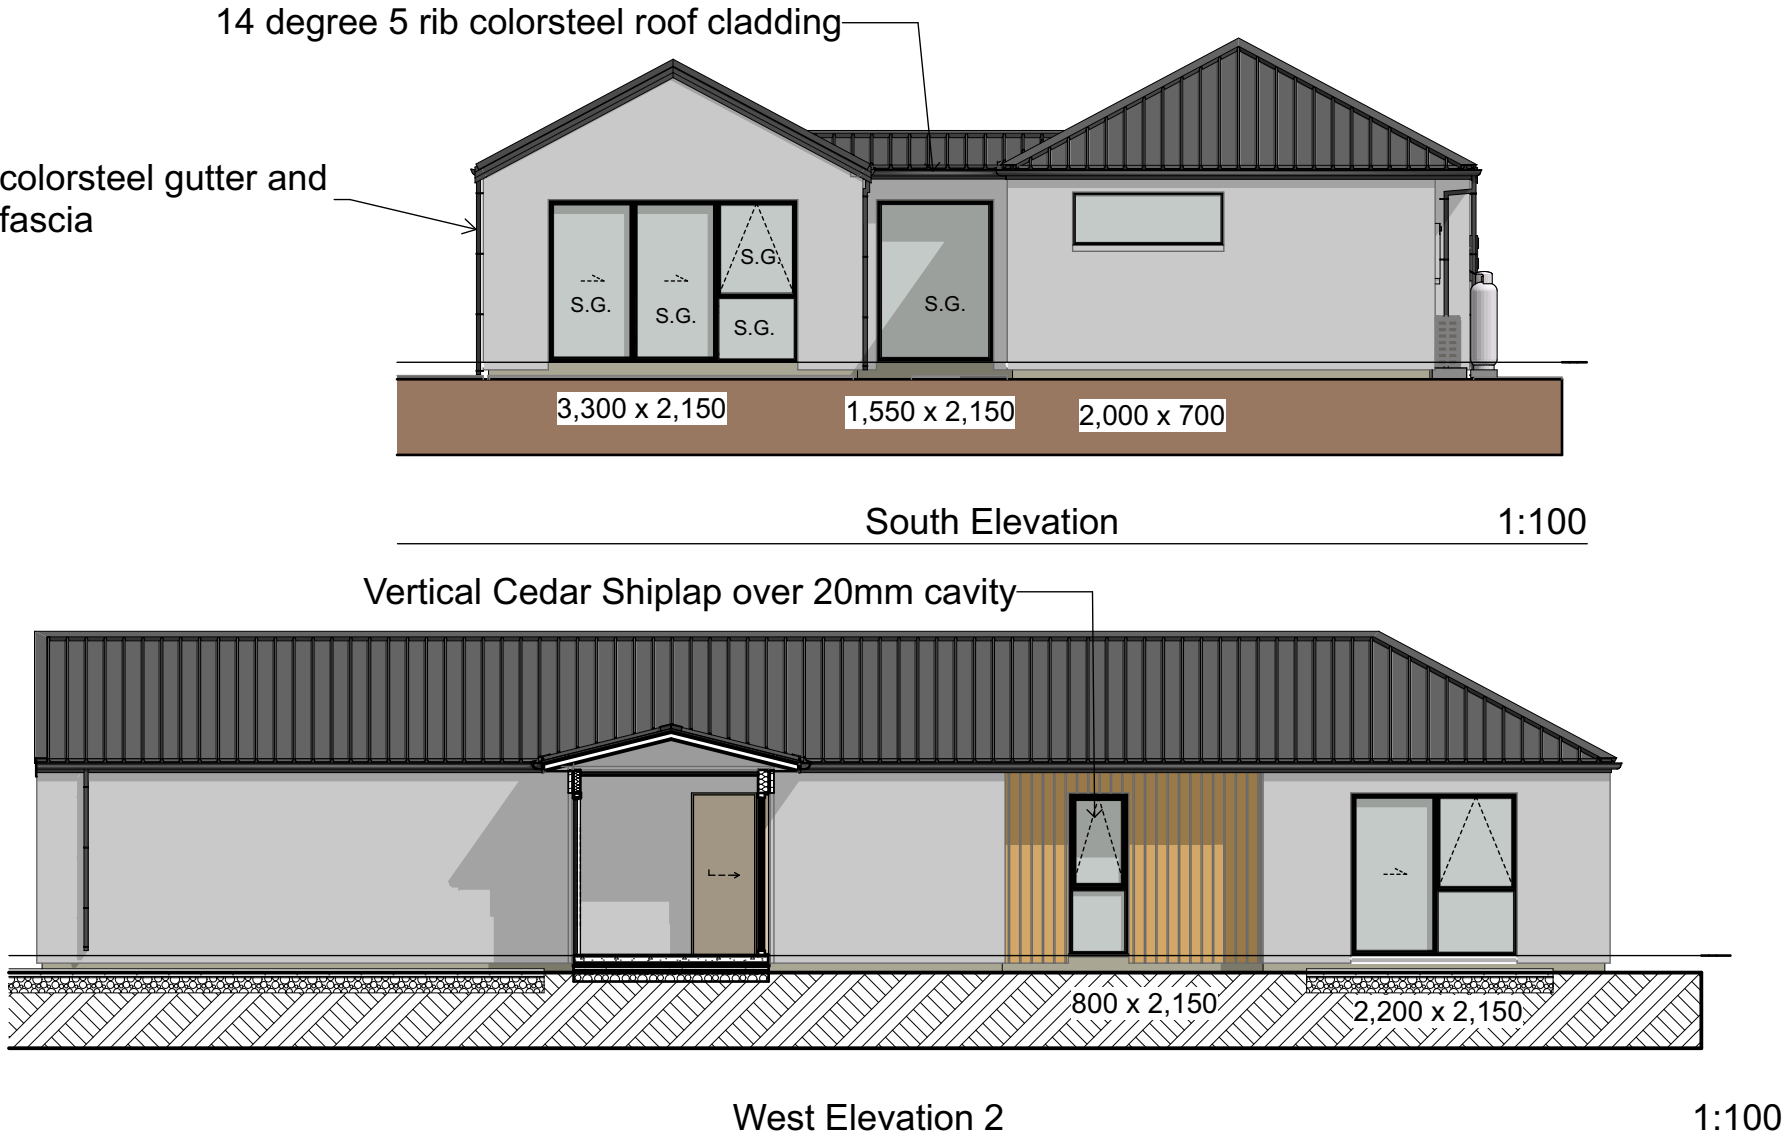 14 degree 5 rib colorsteel roof cladding
colorsteel gutter and
fascia
S.G.
S.G.
S.G.
S.G.
S.G.
3,300 x 2,150
1,550 x 2,150
2,000 x 700
South Elevation
1:100
Vertical Cedar Shiplap over 20mm cavity
800 x 2,150
2,200 x 2,150
West Elevation 2
1:100